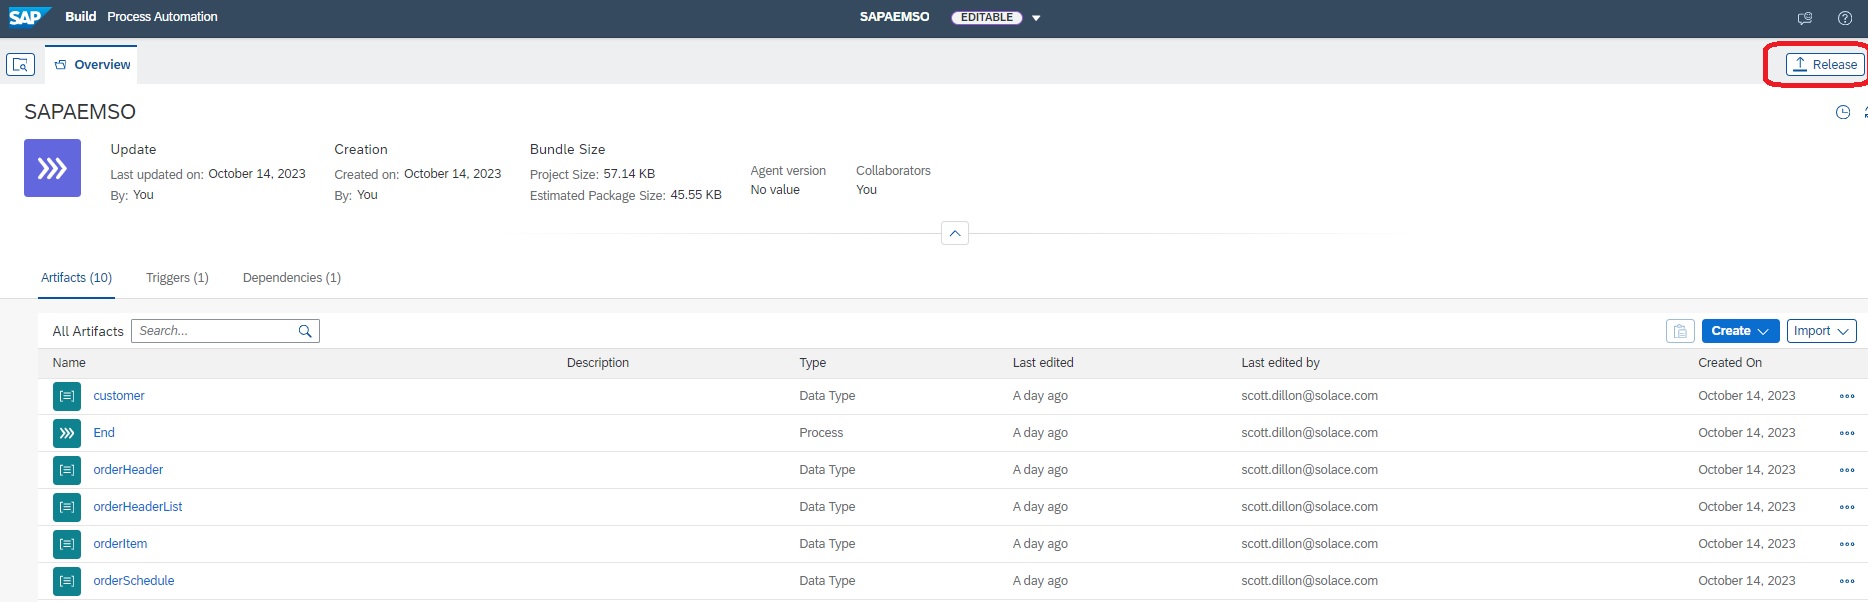 SAP Build Process Automation SAPAEMSO EDITABLE
Overview Release
SAPAEMSO
Update Creation Bundle Size
Last updated on: October 14, 2023 Created on: October 14, 2023 Project Size: 57.14 KB Agent version Collaborators
By: You By: You Estimated Package Size: 45.55 KB No value You
Artifacts (10) Triggers (1) Dependencies (1)
All Artifacts Search... Create Import
Name Description Type Last edited Last edited by Created On
customer Data Type A day ago scott.dillon@solace.com October 14, 2023
End Process A day ago scott.dillon@solace.com October 14, 2023
orderHeader Data Type A day ago scott.dillon@solace.com October 14, 2023
orderHeaderList Data Type A day ago scott.dillon@solace.com October 14, 2023
orderItem Data Type A day ago scott.dillon@solace.com October 14, 2023
orderSchedule Data Type A day ago scott.dillon@solace.com October 14, 2023